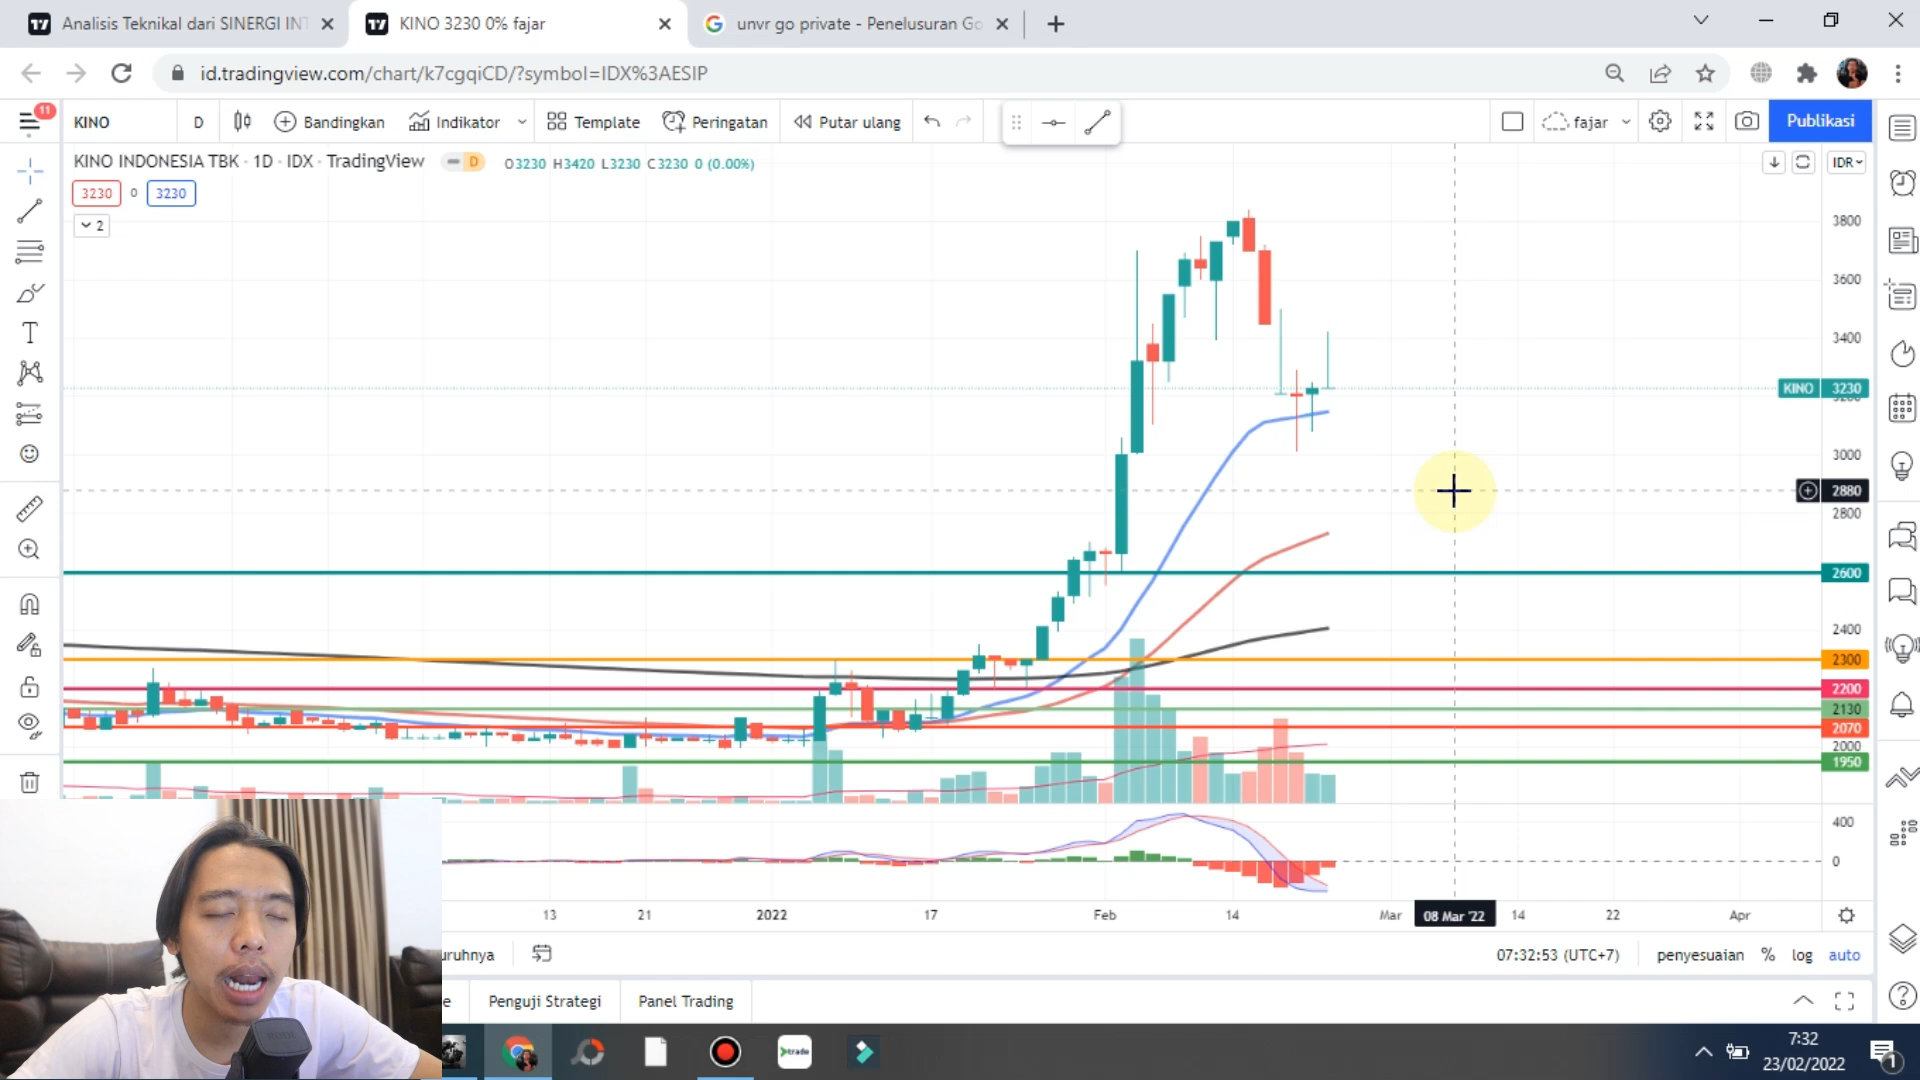 Analisis Teknikal dari SINERGI INT
KINO 3230 0% fajar
unvr go private - Penelusuran Go
id.tradingview.com/chart/k7cgqiCD/?symbol=IDX%3AESIP
11
KINO
D
Bandingkan
Indikator
Template
Peringatan
Putar ulang
fajar
Publikasi
KINO INDONESIA TBK · 1D · IDX · TradingView
D
O3230 H3420 L3230 C3230 0 (0.00%)
IDR
3230
0
3230
2
3800
3600
3400
KINO 3230
3200
3000
2880
2800
2600
2400
2300
2200
2130
2070
2000
1950
400
0
13
21
2022
17
Feb
14
Mar
08 Mar '22
14
22
Apr
uruhnya
07:32:53 (UTC+7)
penyesuaian
%
log
auto
e
Penguji Strategi
Panel Trading
trade
7:32
23/02/2022
1